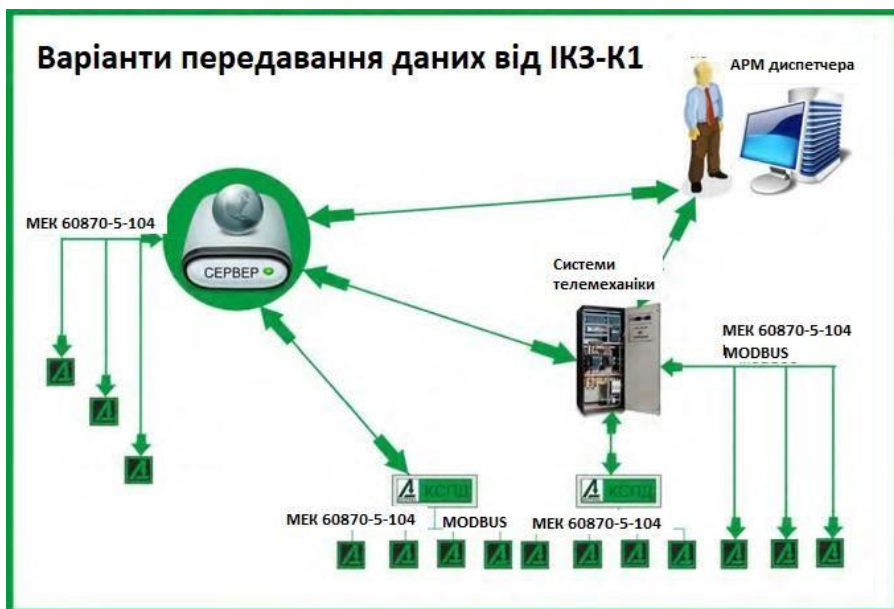 Варіанти передавання даних від ІКЗ-К1
АРМ диспетчера
МЕК 60870-5-104
СЕРВЕР
Системи
телемеханіки
МЕК 60870-5-104
MODBUS
КСПД
КСПД
МЕК 60870-5-104
MODBUS
МЕК 60870-5-104